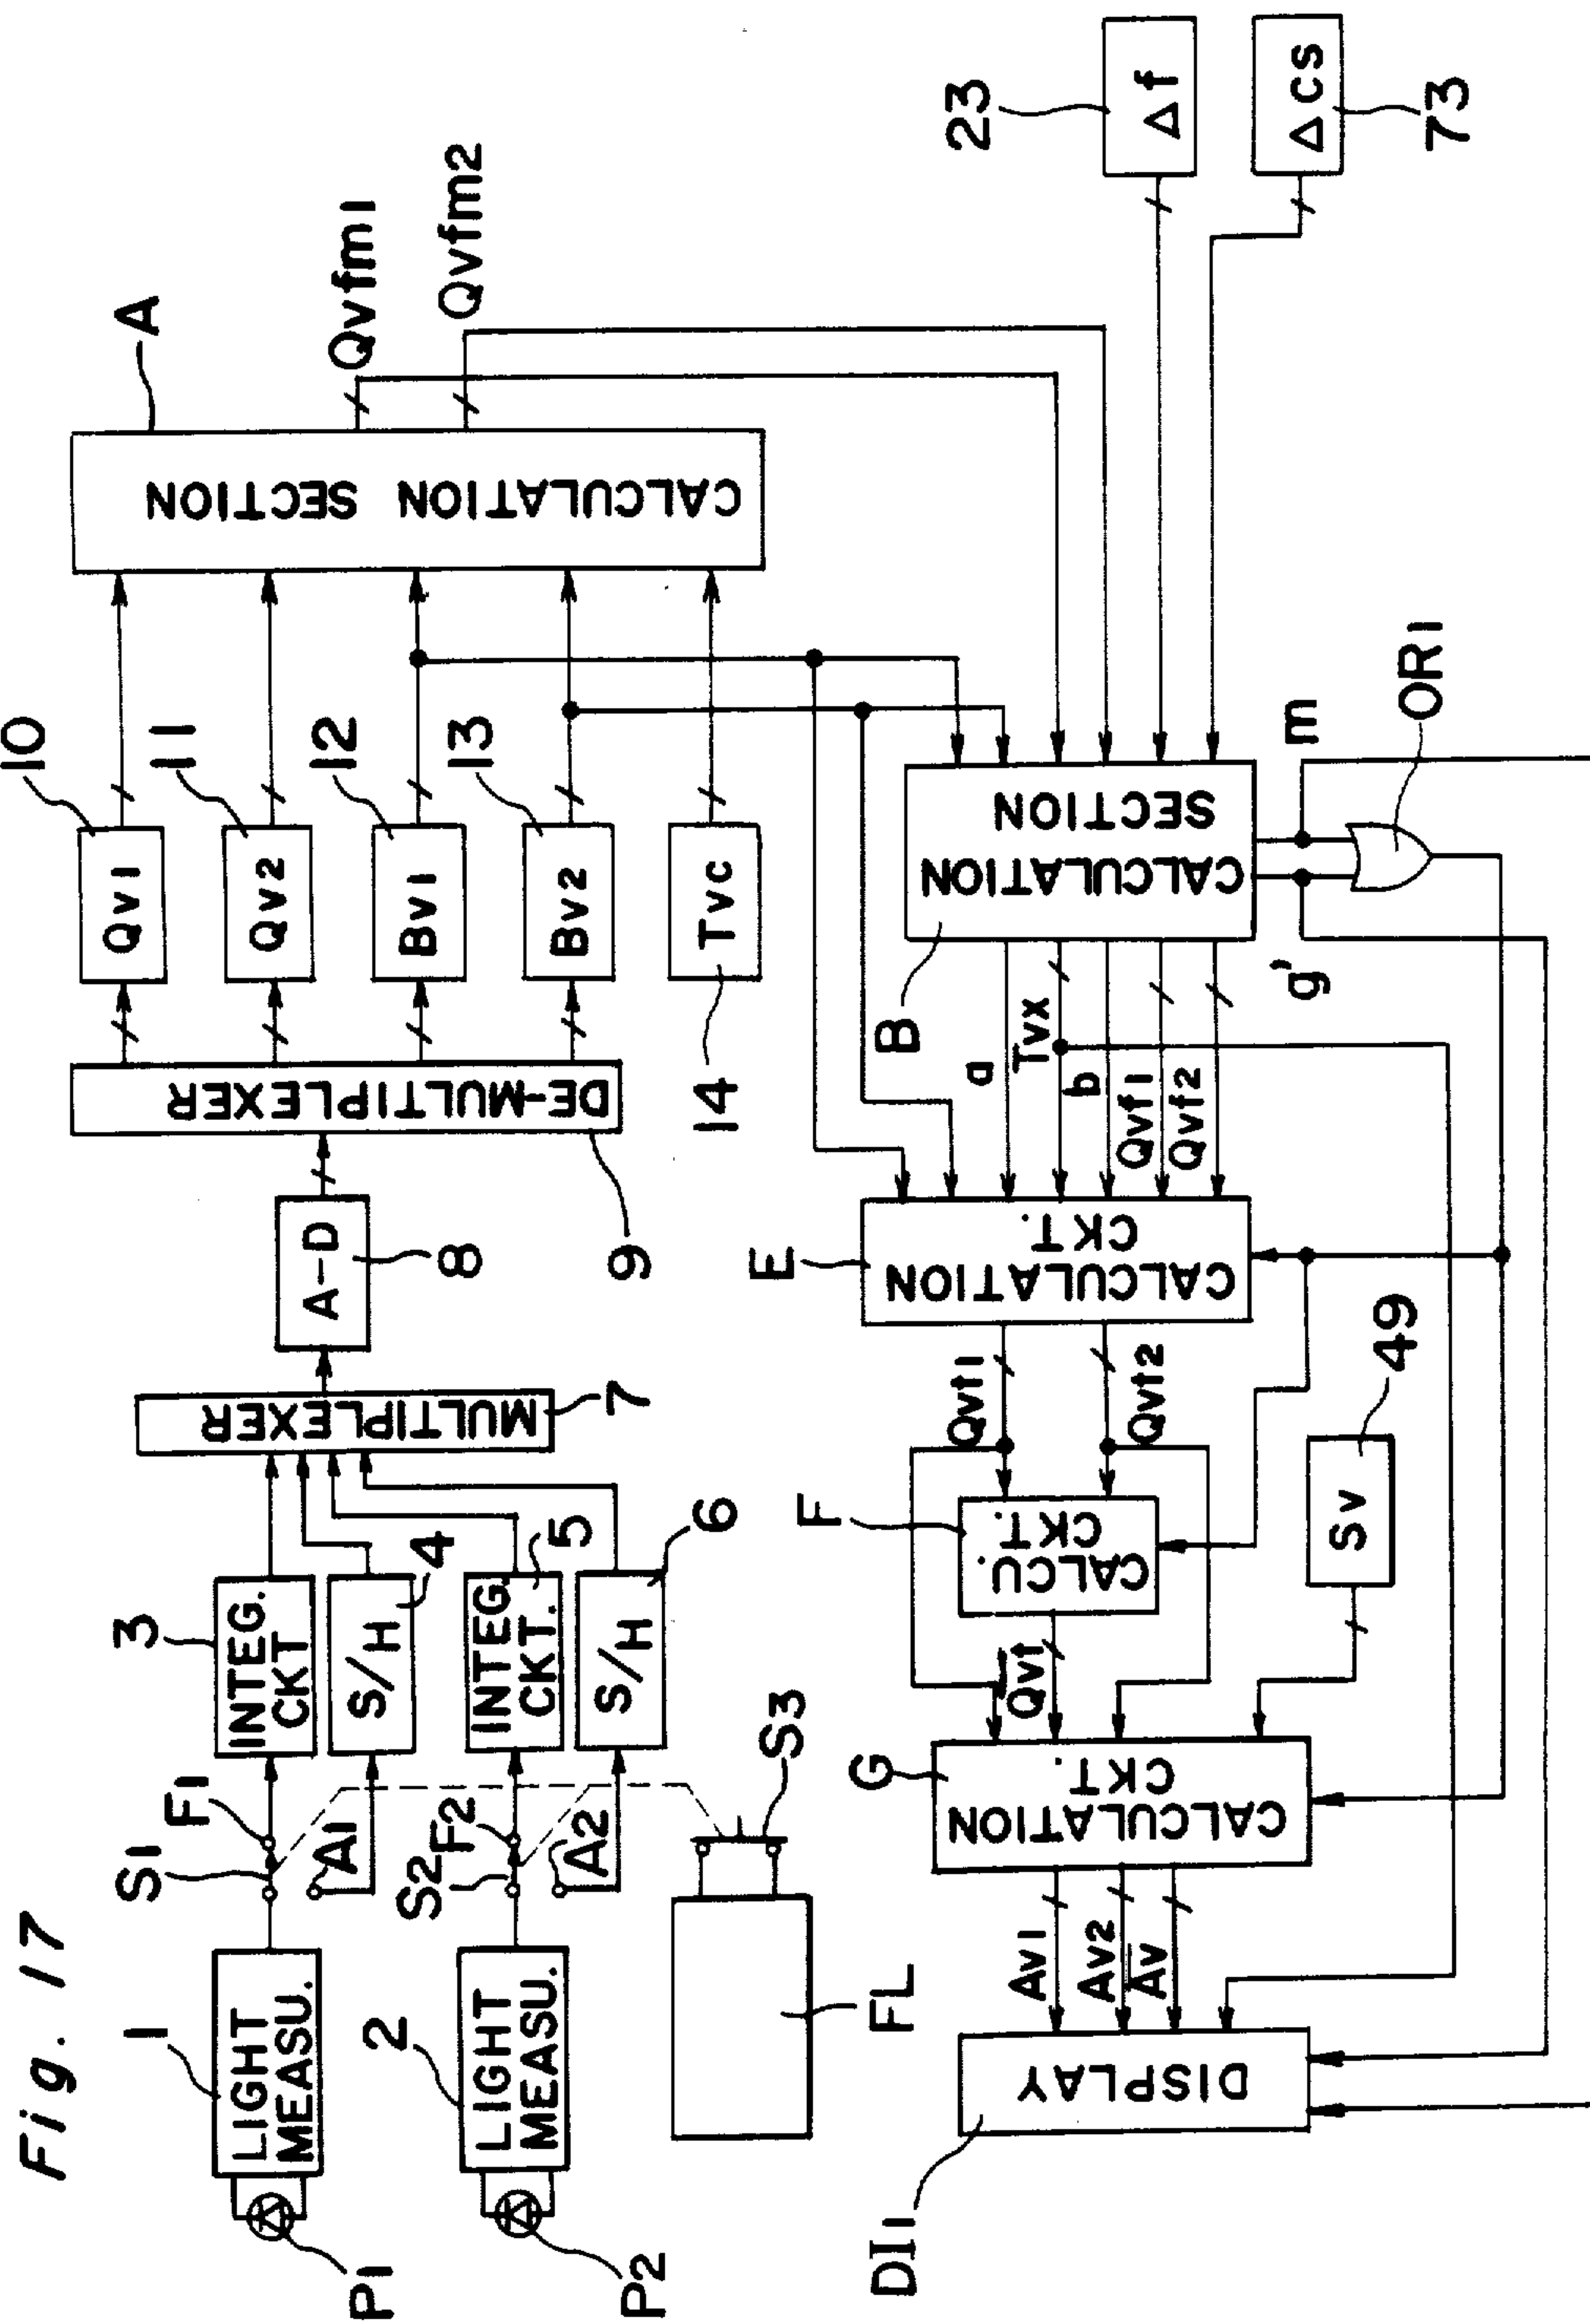 Fig. 17
1
LIGHT
MEASU.
P1
S1
F1
A1
3
INTEG.
CKT
S/H
4
2
LIGHT
MEASU.
P2
S2
F2
A2
5
INTEG.
CKT.
S/H
6
FL
S3
MULTIPLEXER
7
A-D
8
DE-MULTIPLEXER
9
10
Qv1
11
Qv2
12
Bv1
13
Bv2
14
Tvc
A
CALCULATION SECTION
Qvfm1
Qvfm2
23
Δf
ΔCS
73
B
CALCULATION
SECTION
m
g'
OR1
a
Tvx
b
Qvf1
Qvf2
E
CALCULATION
CKT.
Qvt1
Qvt2
F
CALCU.
CKT.
Q̅v̅t̅
49
Sv
G
CALCULATION
CKT.
Av1
Av2
A̅v̅
DISPLAY
DI1